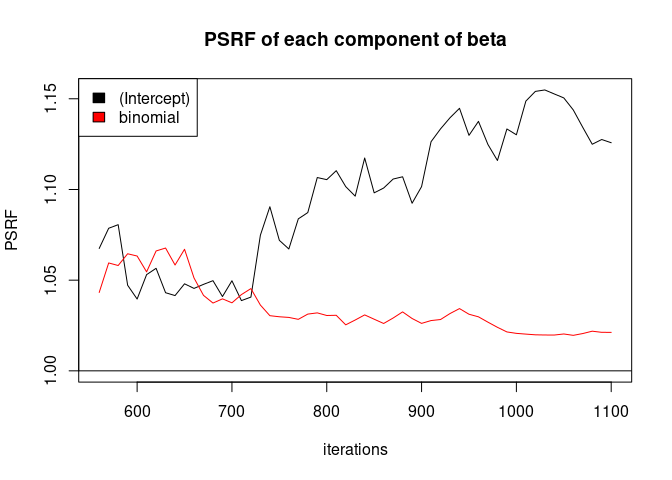 PSRF of each component of beta
(Intercept)
binomial
PSRF
1.15
1.10
1.05
1.00
600 700 800 900 1000 1100
iterations